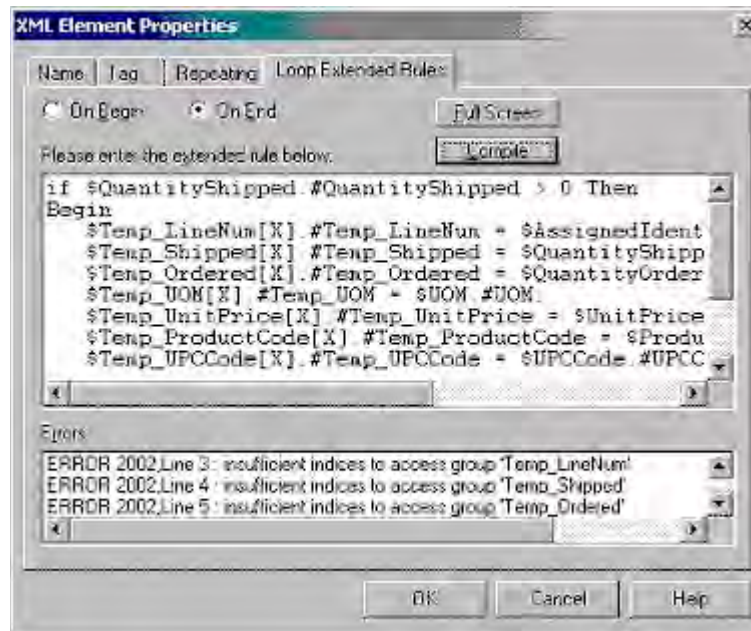 XML Element Properties
Name Tag Repeating Loop Extended Rules
On Begin On End Full Screen
Please enter the extended rule below: Compile
if $QuantityShipped.#QuantityShipped > 0 Then
Begin
$Temp_LineNum[X].#Temp_LineNum = $AssignedIdent
$Temp_Shipped[X].#Temp_Shipped = $QuantityShipp
$Temp_Ordered[X].#Temp_Ordered = $QuantityOrder
$Temp_UOM[X].#Temp_UOM = $UOM.#UOM
$Temp_UnitPrice[X].#Temp_UnitPrice = $UnitPrice
$Temp_ProductCode[X].#Temp_ProductCode = $Produ
$Temp_UPCCode[X].#Temp_UPCCode = $UPCCode.#UPCC
Errors
ERROR 2002,Line 3 : insufficient indices to access group 'Temp_LineNum'
ERROR 2002,Line 4 : insufficient indices to access group 'Temp_Shipped'
ERROR 2002,Line 5 : insufficient indices to access group 'Temp_Ordered'
OK Cancel Help